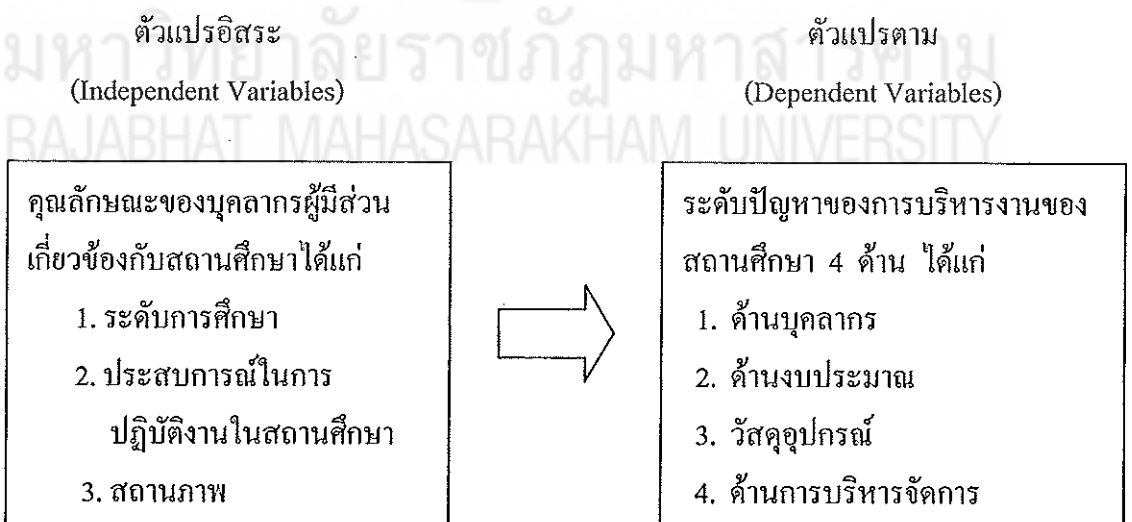 ตัวแปรอิสระ
(Independent Variables)
ตัวแปรตาม
(Dependent Variables)
มหาวิทยาลัยราชภัฏมหาสารคาม
RAJABHAT MAHASARAKHAM UNIVERSITY
คุณลักษณะของบุคลากรผู้มีส่วน
เกี่ยวข้องกับสถานศึกษาได้แก่
1. ระดับการศึกษา
2. ประสบการณ์ในการ
ปฏิบัติงานในสถานศึกษา
3. สถานภาพ
ระดับปัญหาของการบริหารงานของ
สถานศึกษา 4 ด้าน ได้แก่
1. ด้านบุคลากร
2. ด้านงบประมาณ
3. วัสดุอุปกรณ์
4. ด้านการบริหารจัดการ